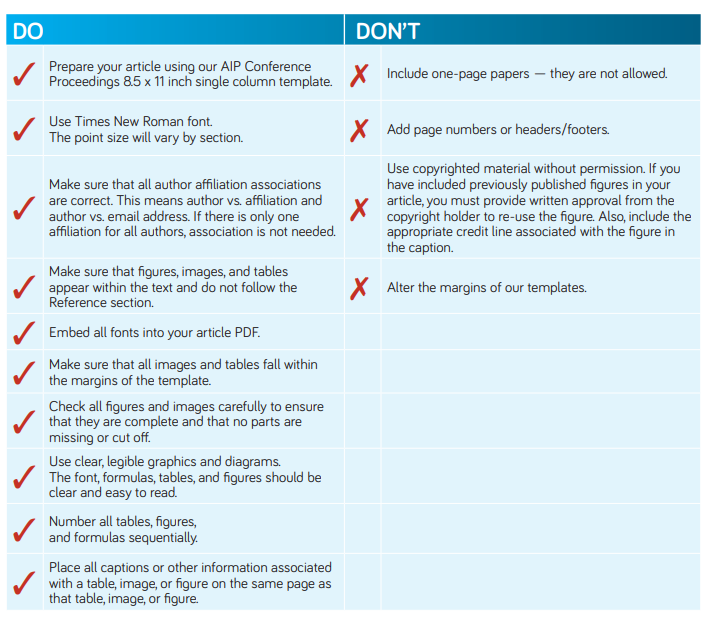 DO
DON'T
Prepare your article using our AIP Conference
Proceedings 8.5 x 11 inch single column template.
Include one-page papers — they are not allowed.
Use Times New Roman font.
The point size will vary by section.
Add page numbers or headers/footers.
Make sure that all author affiliation associations
are correct. This means author vs. affiliation and
author vs. email address. If there is only one
affiliation for all authors, association is not needed.
Use copyrighted material without permission. If you
have included previously published figures in your
article, you must provide written approval from the
copyright holder to re-use the figure. Also, include the
appropriate credit line associated with the figure in
the caption.
Make sure that figures, images, and tables
appear within the text and do not follow the
Reference section.
Alter the margins of our templates.
Embed all fonts into your article PDF.
Make sure that all images and tables fall within
the margins of the template.
Check all figures and images carefully to ensure
that they are complete and that no parts are
missing or cut off.
Use clear, legible graphics and diagrams.
The font, formulas, tables, and figures should be
clear and easy to read.
Number all tables, figures,
and formulas sequentially.
Place all captions or other information associated
with a table, image, or figure on the same page as
that table, image, or figure.